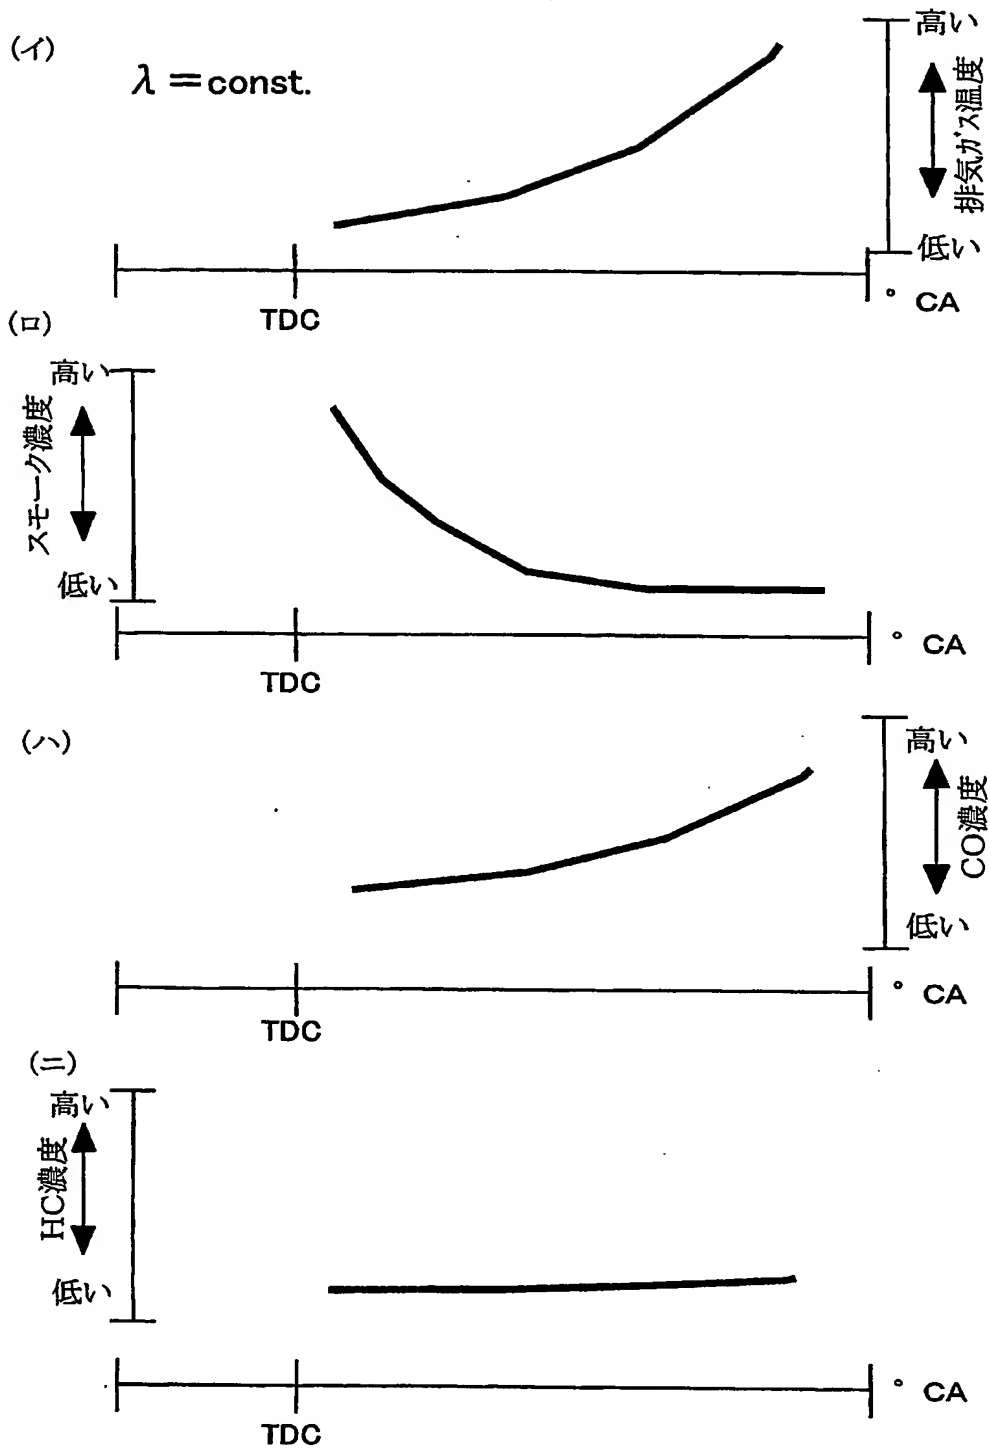 (イ)
λ=const.
高い
排気ガス温度
低い
TDC
° CA
(ロ)
高い
スモーク濃度
低い
TDC
° CA
(ハ)
高い
CO濃度
低い
TDC
° CA
(ニ)
高い
HC濃度
低い
TDC
° CA